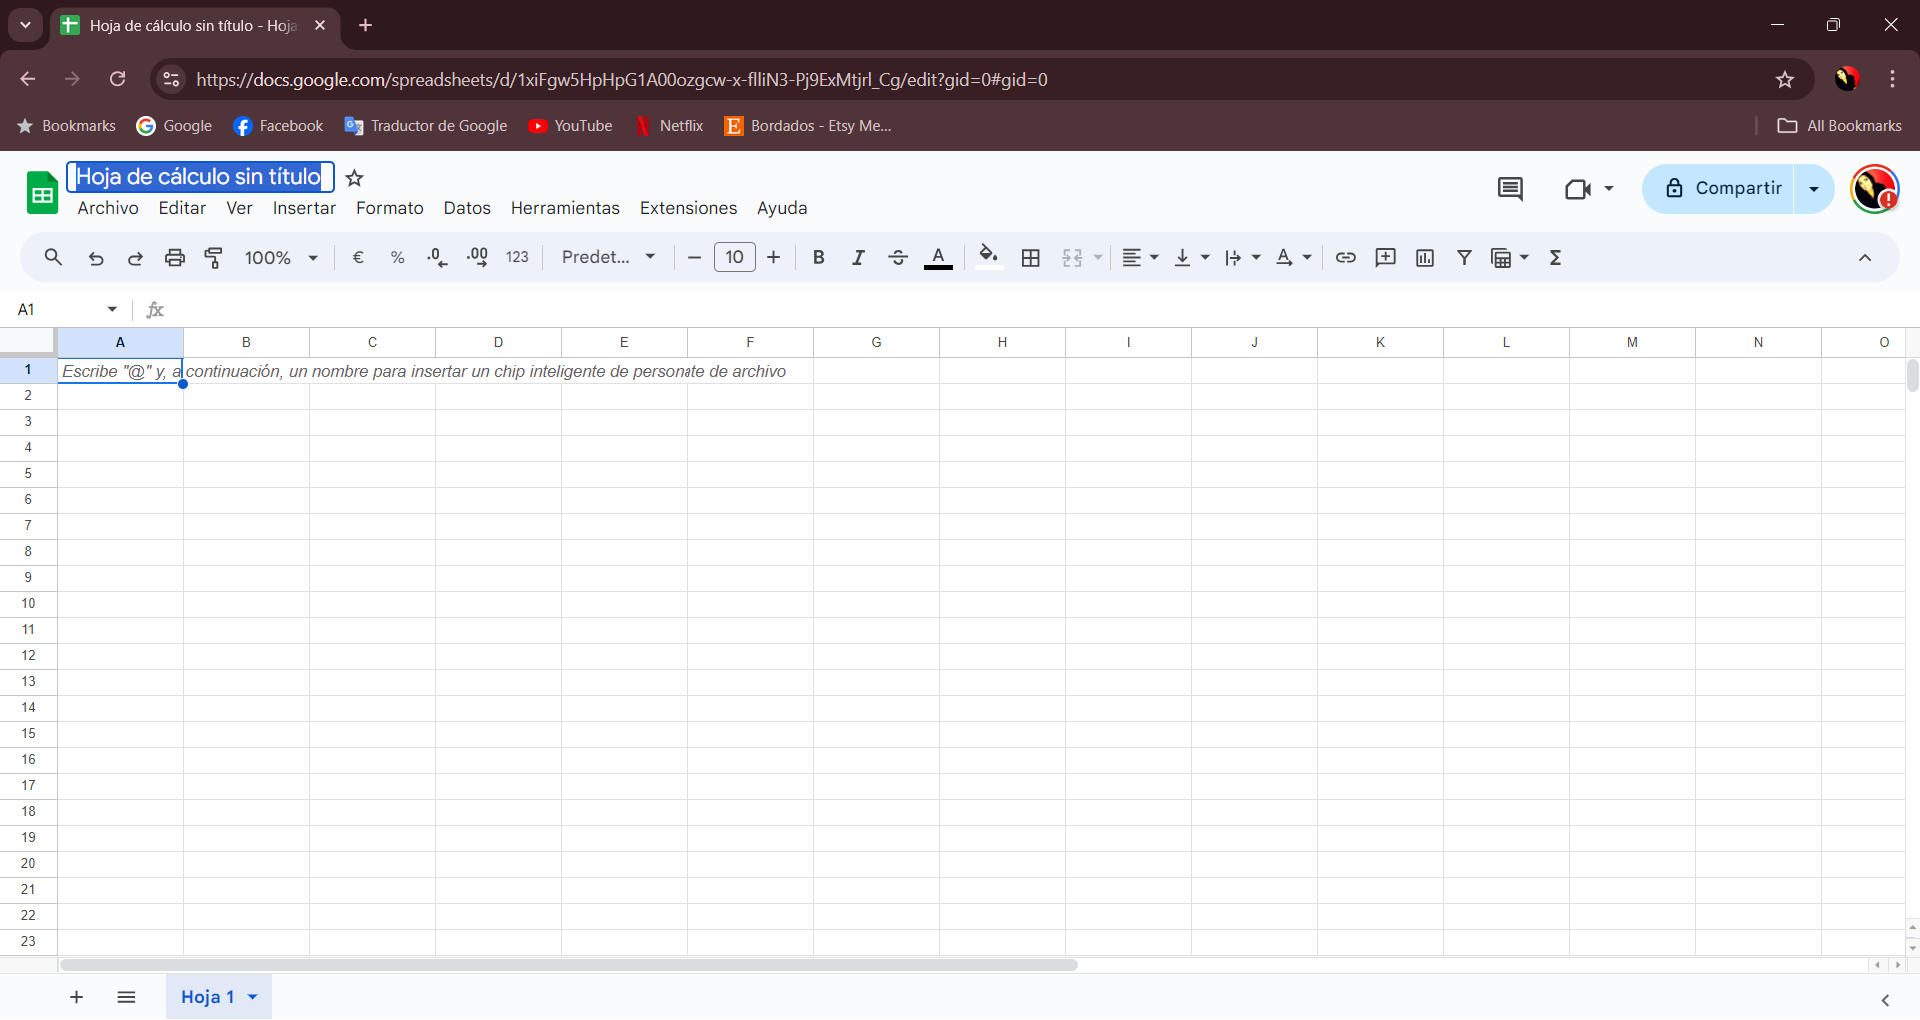 Hoja de cálculo sin título - Hoja
https://docs.google.com/spreadsheets/d/1xiFgw5HpHpG1A00ozgcw-x-flliN3-Pj9ExMtjrl_Cg/edit?gid=0#gid=0
Bookmarks Google Facebook Traductor de Google YouTube Netflix Bordados - Etsy Me... All Bookmarks
Hoja de cálculo sin título
Archivo Editar Ver Insertar Formato Datos Herramientas Extensiones Ayuda
Compartir
100% € % .0 .00 123 Predet... 10 B I S A
A1 fx
A B C D E F G H I J K L M N O
1 Escribe "@" y, a continuación, un nombre para insertar un chip inteligente de personate de archivo
2
3
4
5
6
7
8
9
10
11
12
13
14
15
16
17
18
19
20
21
22
23
Hoja 1